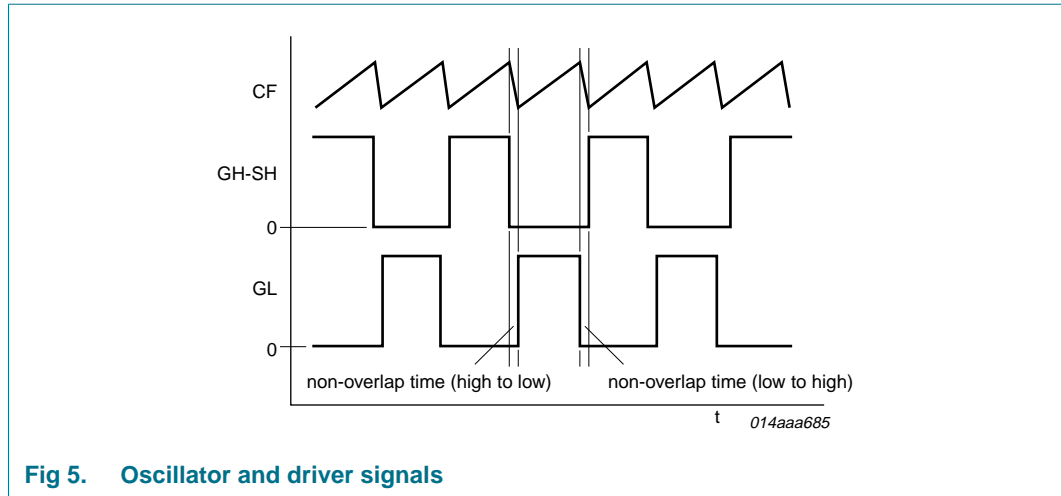 CF
GH-SH
0
GL
0
non-overlap time (high to low)
non-overlap time (low to high)
t
014aaa685
Fig 5. Oscillator and driver signals